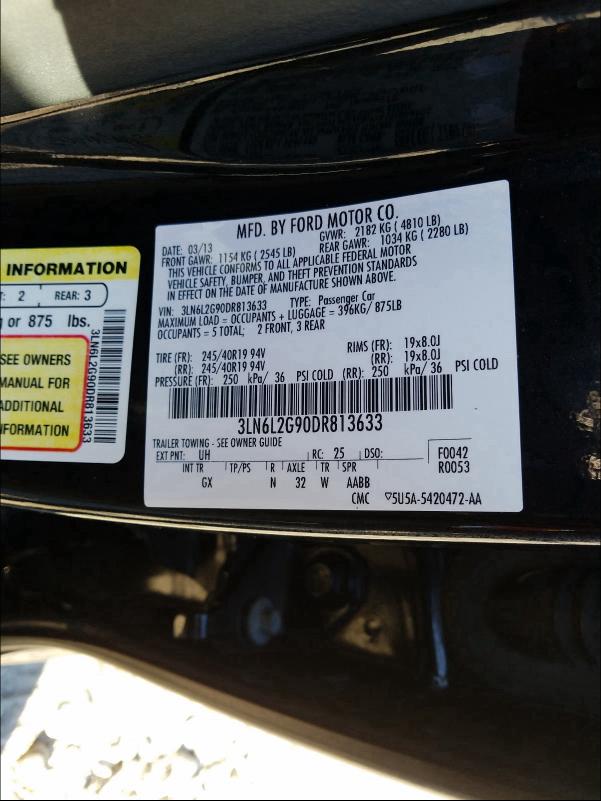 MFD. BY FORD MOTOR CO.
DATE: 03/13 GVWR: 2182 KG ( 4810 LB)
FRONT GAWR: 1154 KG ( 2545 LB) REAR GAWR: 1034 KG ( 2280 LB)
THIS VEHICLE CONFORMS TO ALL APPLICABLE FEDERAL MOTOR
VEHICLE SAFETY, BUMPER, AND THEFT PREVENTION STANDARDS
IN EFFECT ON THE DATE OF MANUFACTURE SHOWN ABOVE.
VIN: 3LN6L2G90DR813633 TYPE: Passenger Car
MAXIMUM LOAD = OCCUPANTS + LUGGAGE = 396KG/ 875LB
OCCUPANTS = 5 TOTAL; 2 FRONT, 3 REAR
TIRE (FR): 245/40R19 94V RIMS (FR): 19x8.0J
(RR): 245/40R19 94V (RR): 19x8.0J
PRESSURE (FR): 250 kPa/ 36 PSI COLD (RR): 250 kPa/ 36 PSI COLD
3LN6L2G90DR813633
TRAILER TOWING - SEE OWNER GUIDE
EXT PNT: UH RC: 25 DSO: F0042
INT TR TP/PS R AXLE TR SPR R0053
GX N 32 W AABB
CMC ▽5U5A-5420472-AA
INFORMATION
: 2 REAR: 3
g or 875 lbs.
SEE OWNERS
MANUAL FOR
ADDITIONAL
INFORMATION
3LN6L2G90DR813633